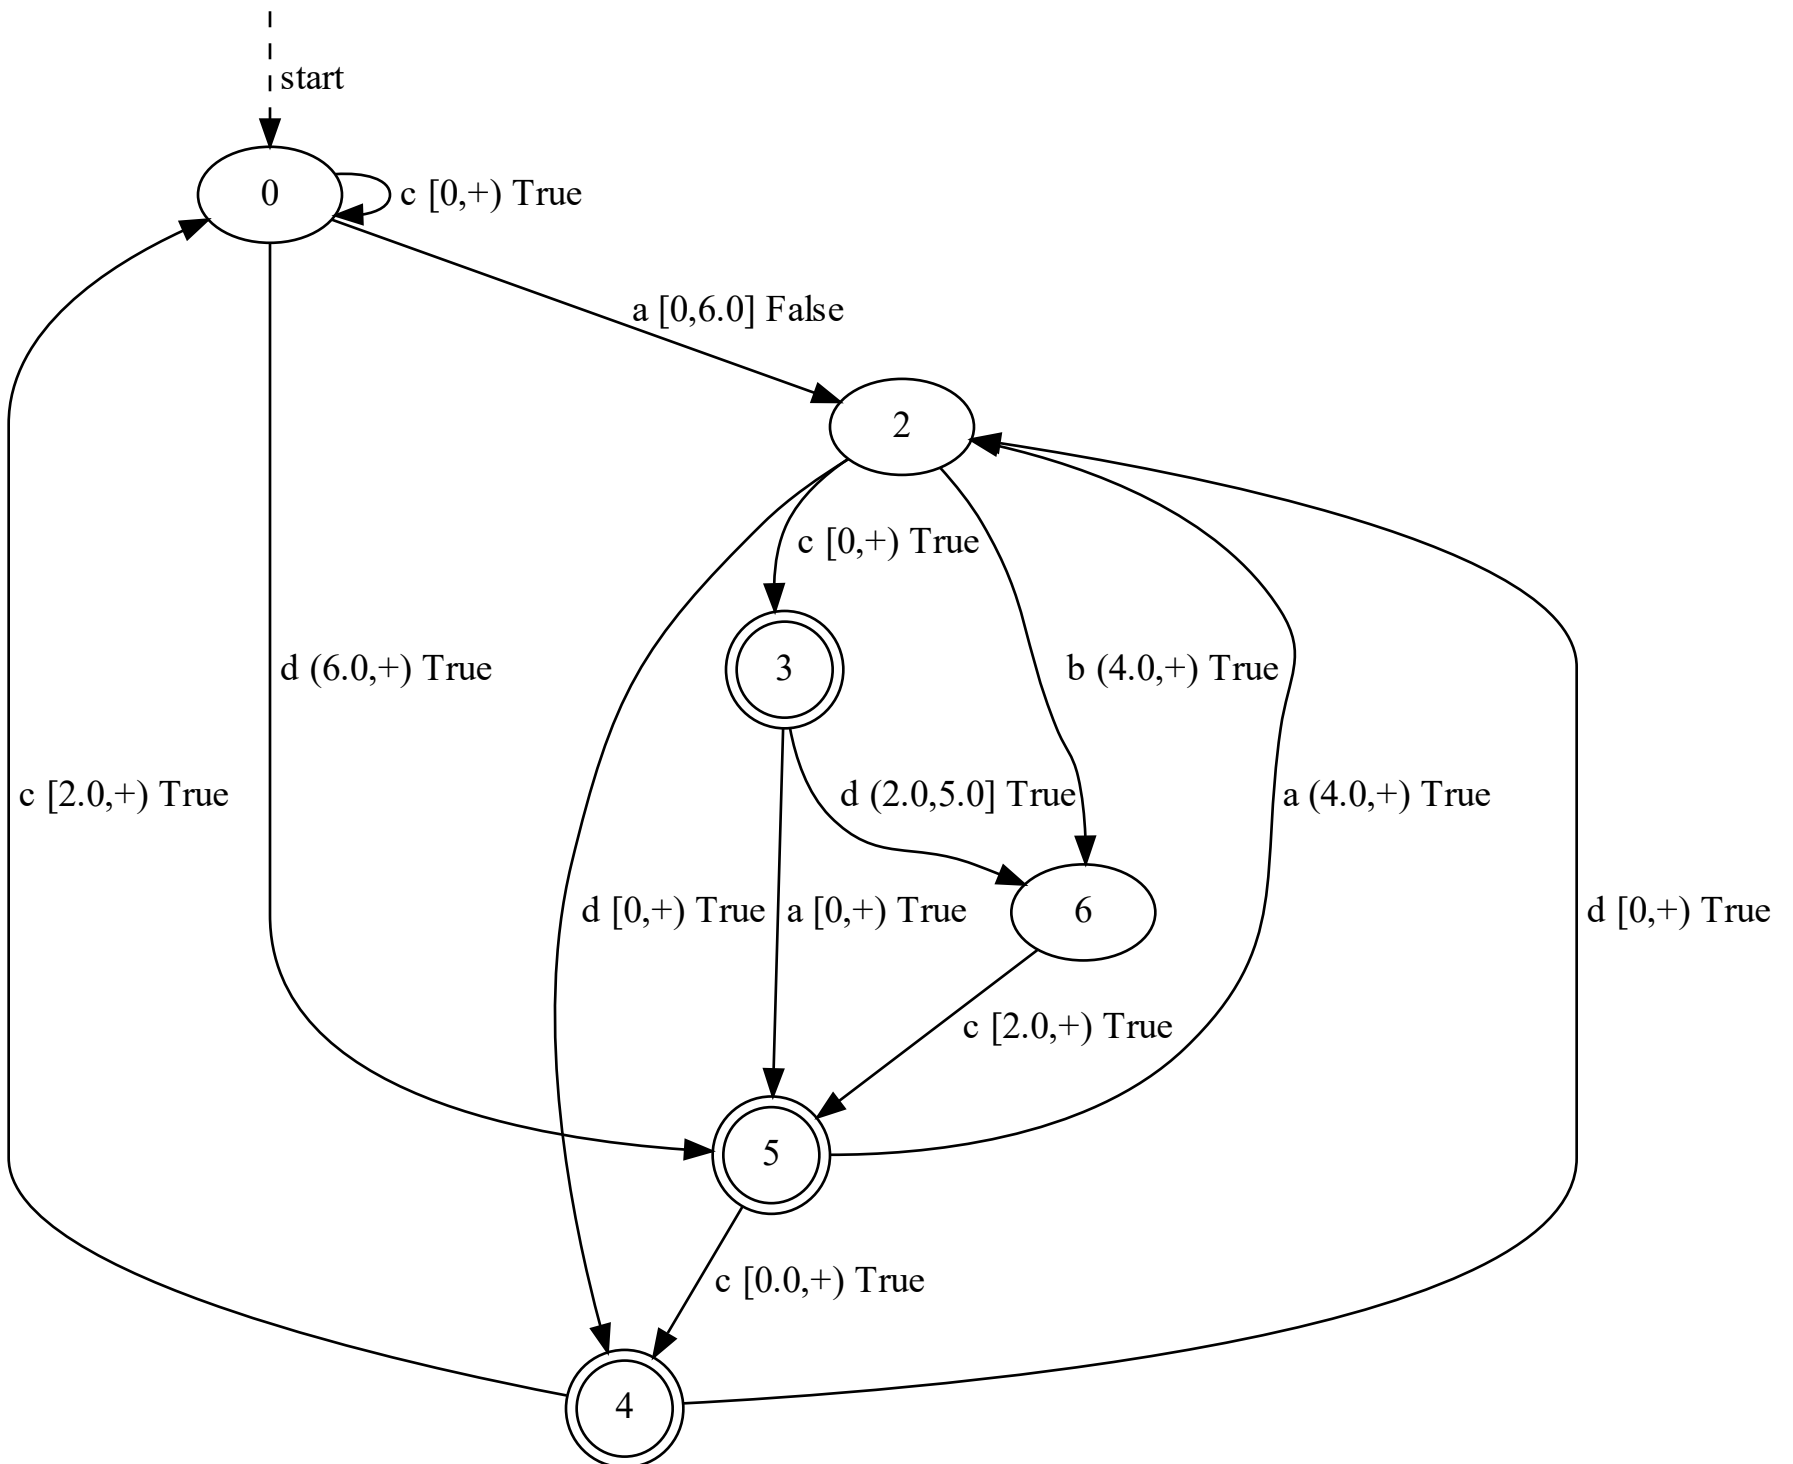 start
0
c [0,+) True
a [0,6.0] False
2
c [0,+) True
3
d (6.0,+) True
b (4.0,+) True
c [2.0,+) True
d (2.0,5.0] True
a (4.0,+) True
d [0,+) True
a [0,+) True
6
d [0,+) True
c [2.0,+) True
5
c [0.0,+) True
4